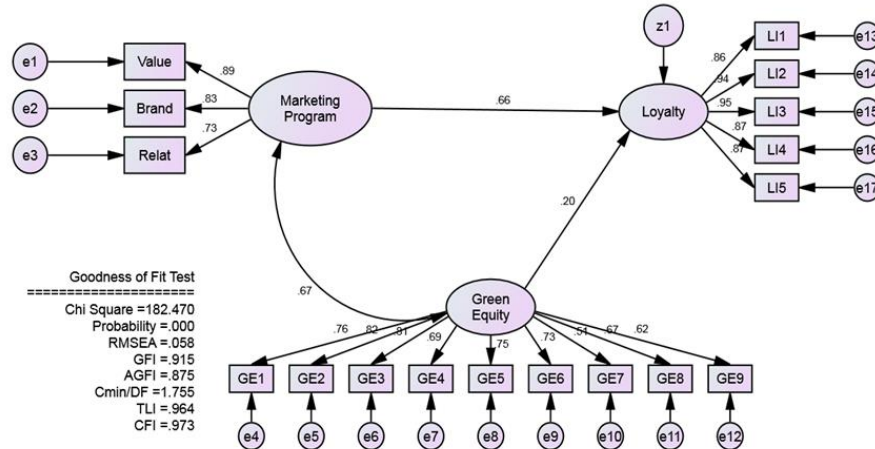 z1
e1
Value
.89
e2
Brand
.83
e3
Relat
.73
Marketing
Program
.66
Loyalty
.86
LI1
e13
.94
LI2
e14
.95
LI3
e15
.87
LI4
e16
.87
LI5
e17
.20
.67
Goodness of Fit Test
======================
Chi Square =182.470
Probability =.000
RMSEA =.058
GFI =.915
AGFI =.875
Cmin/DF =1.755
TLI =.964
CFI =.973
Green
Equity
.76 .82 .81 .69 .75 .73 .51 .67 .62
GE1 GE2 GE3 GE4 GE5 GE6 GE7 GE8 GE9
e4 e5 e6 e7 e8 e9 e10 e11 e12